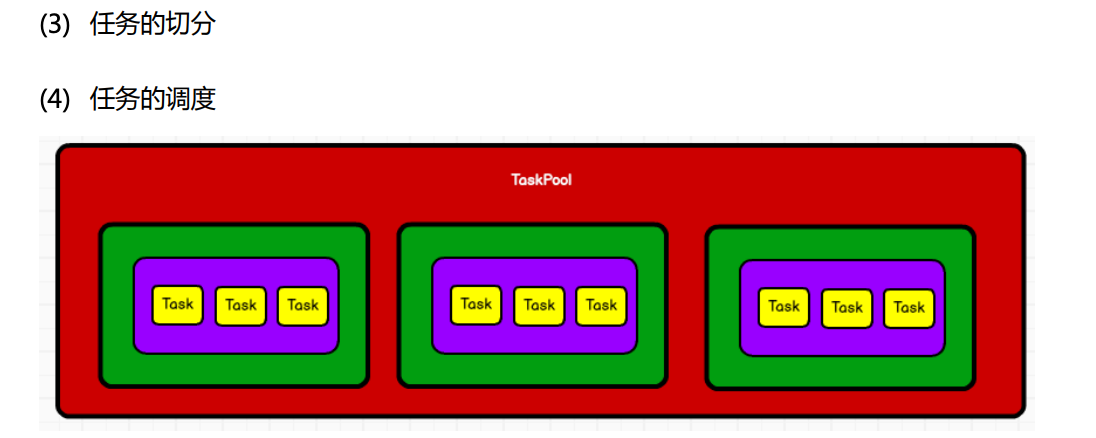 (3) 任务的切分
(4) 任务的调度
TaskPool
Task Task Task Task Task Task Task Task Task